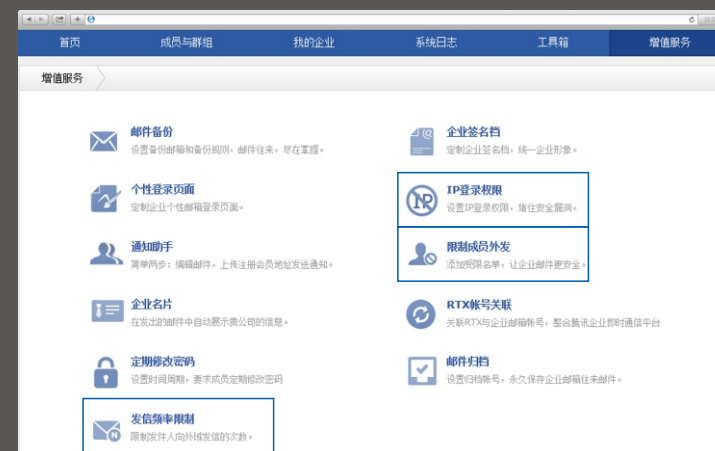 首页 成员与群组 我的企业 系统日志 工具箱 增值服务
增值服务
邮件备份
设置备份邮箱和备份规则，邮件往来，尽在掌握。
企业签名档
定制企业签名档，统一企业形象。
个性登录页面
定制企业个性邮箱登录页面。
IP登录权限
设置IP登录权限，堵住安全漏洞。
通知助手
简单两步：编辑邮件，上传注册会员地址发送通知。
限制成员外发
添加受限名单，让企业邮件更安全。
企业名片
在发出的邮件中自动展示贵公司的信息。
RTX帐号关联
关联RTX与企业邮箱帐号，整合腾讯企业即时通信平台
定期修改密码
设置时间周期，要求成员定期修改密码
邮件归档
设置归档帐号，永久保存企业邮箱往来邮件。
发信频率限制
限制发件人向外域发信的次数。